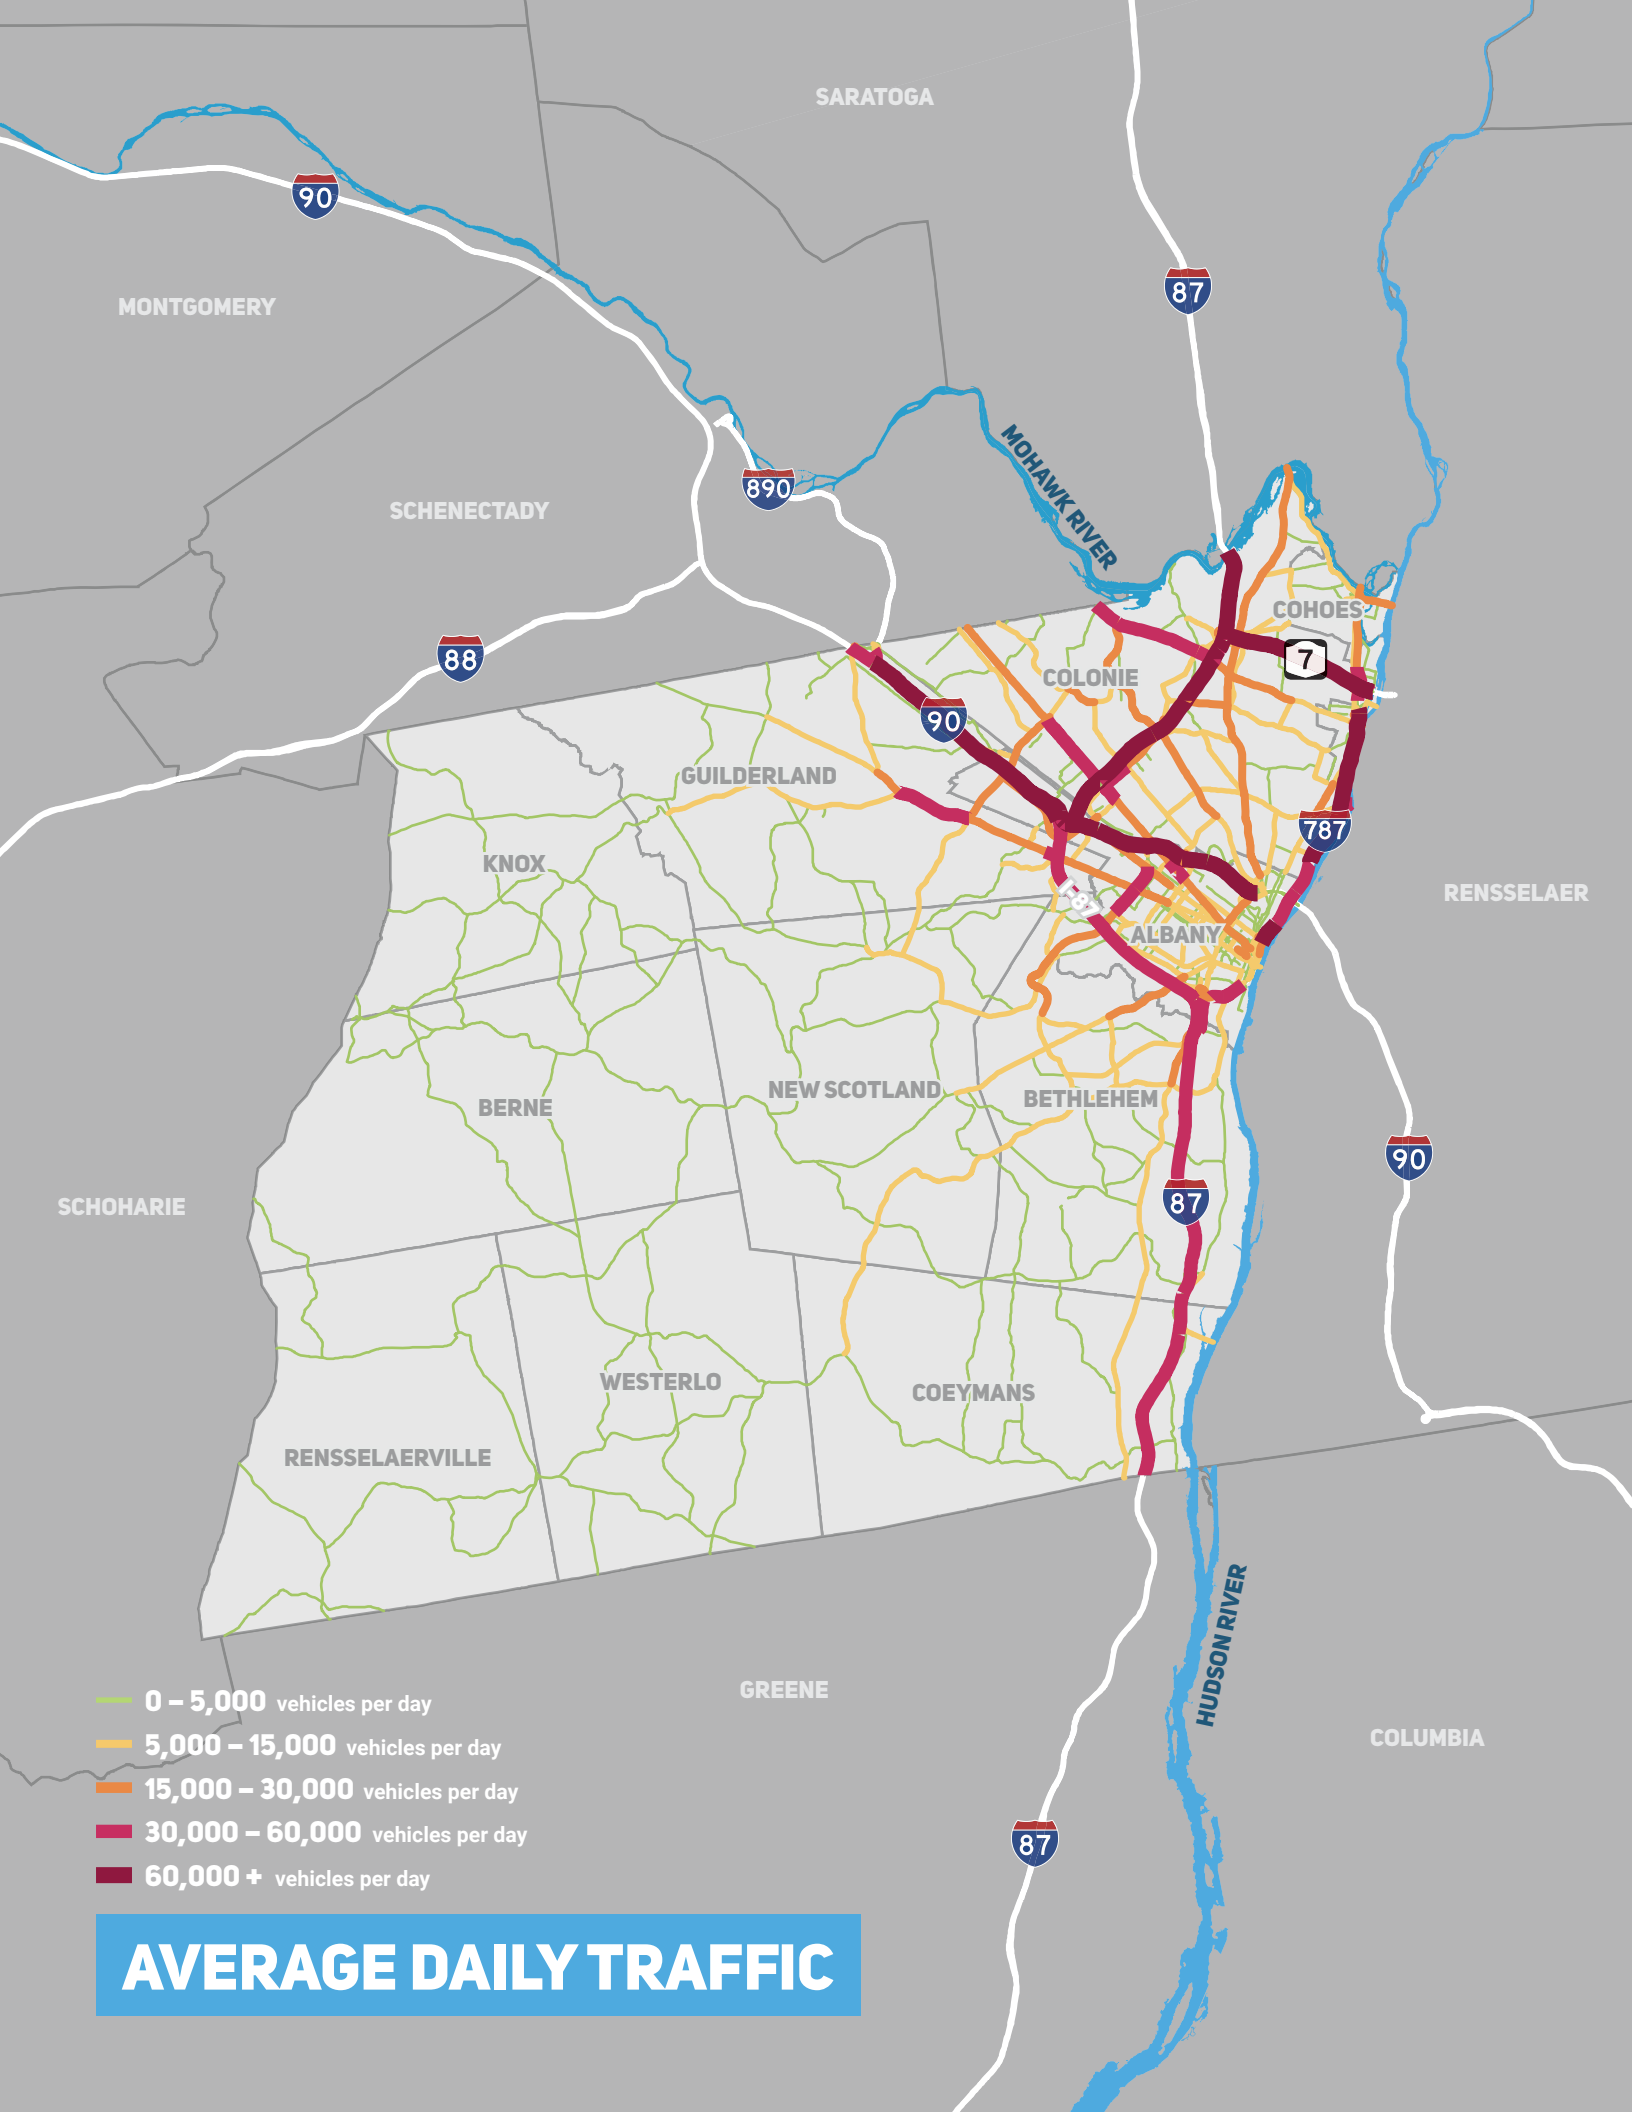 SARATOGA
90
87
MONTGOMERY
MOHAWK RIVER
890
SCHENECTADY
COHOES
88
7
COLONIE
90
GUILDERLAND
787
KNOX
RENSSELAER
I-87
ALBANY
NEW SCOTLAND
BETHLEHEM
BERNE
90
SCHOHARIE
87
WESTERLO
COEYMANS
RENSSELAERVILLE
HUDSON RIVER
GREENE
COLUMBIA
0 – 5,000 vehicles per day
5,000 – 15,000 vehicles per day
15,000 – 30,000 vehicles per day
30,000 – 60,000 vehicles per day
60,000 + vehicles per day
87
AVERAGE DAILY TRAFFIC